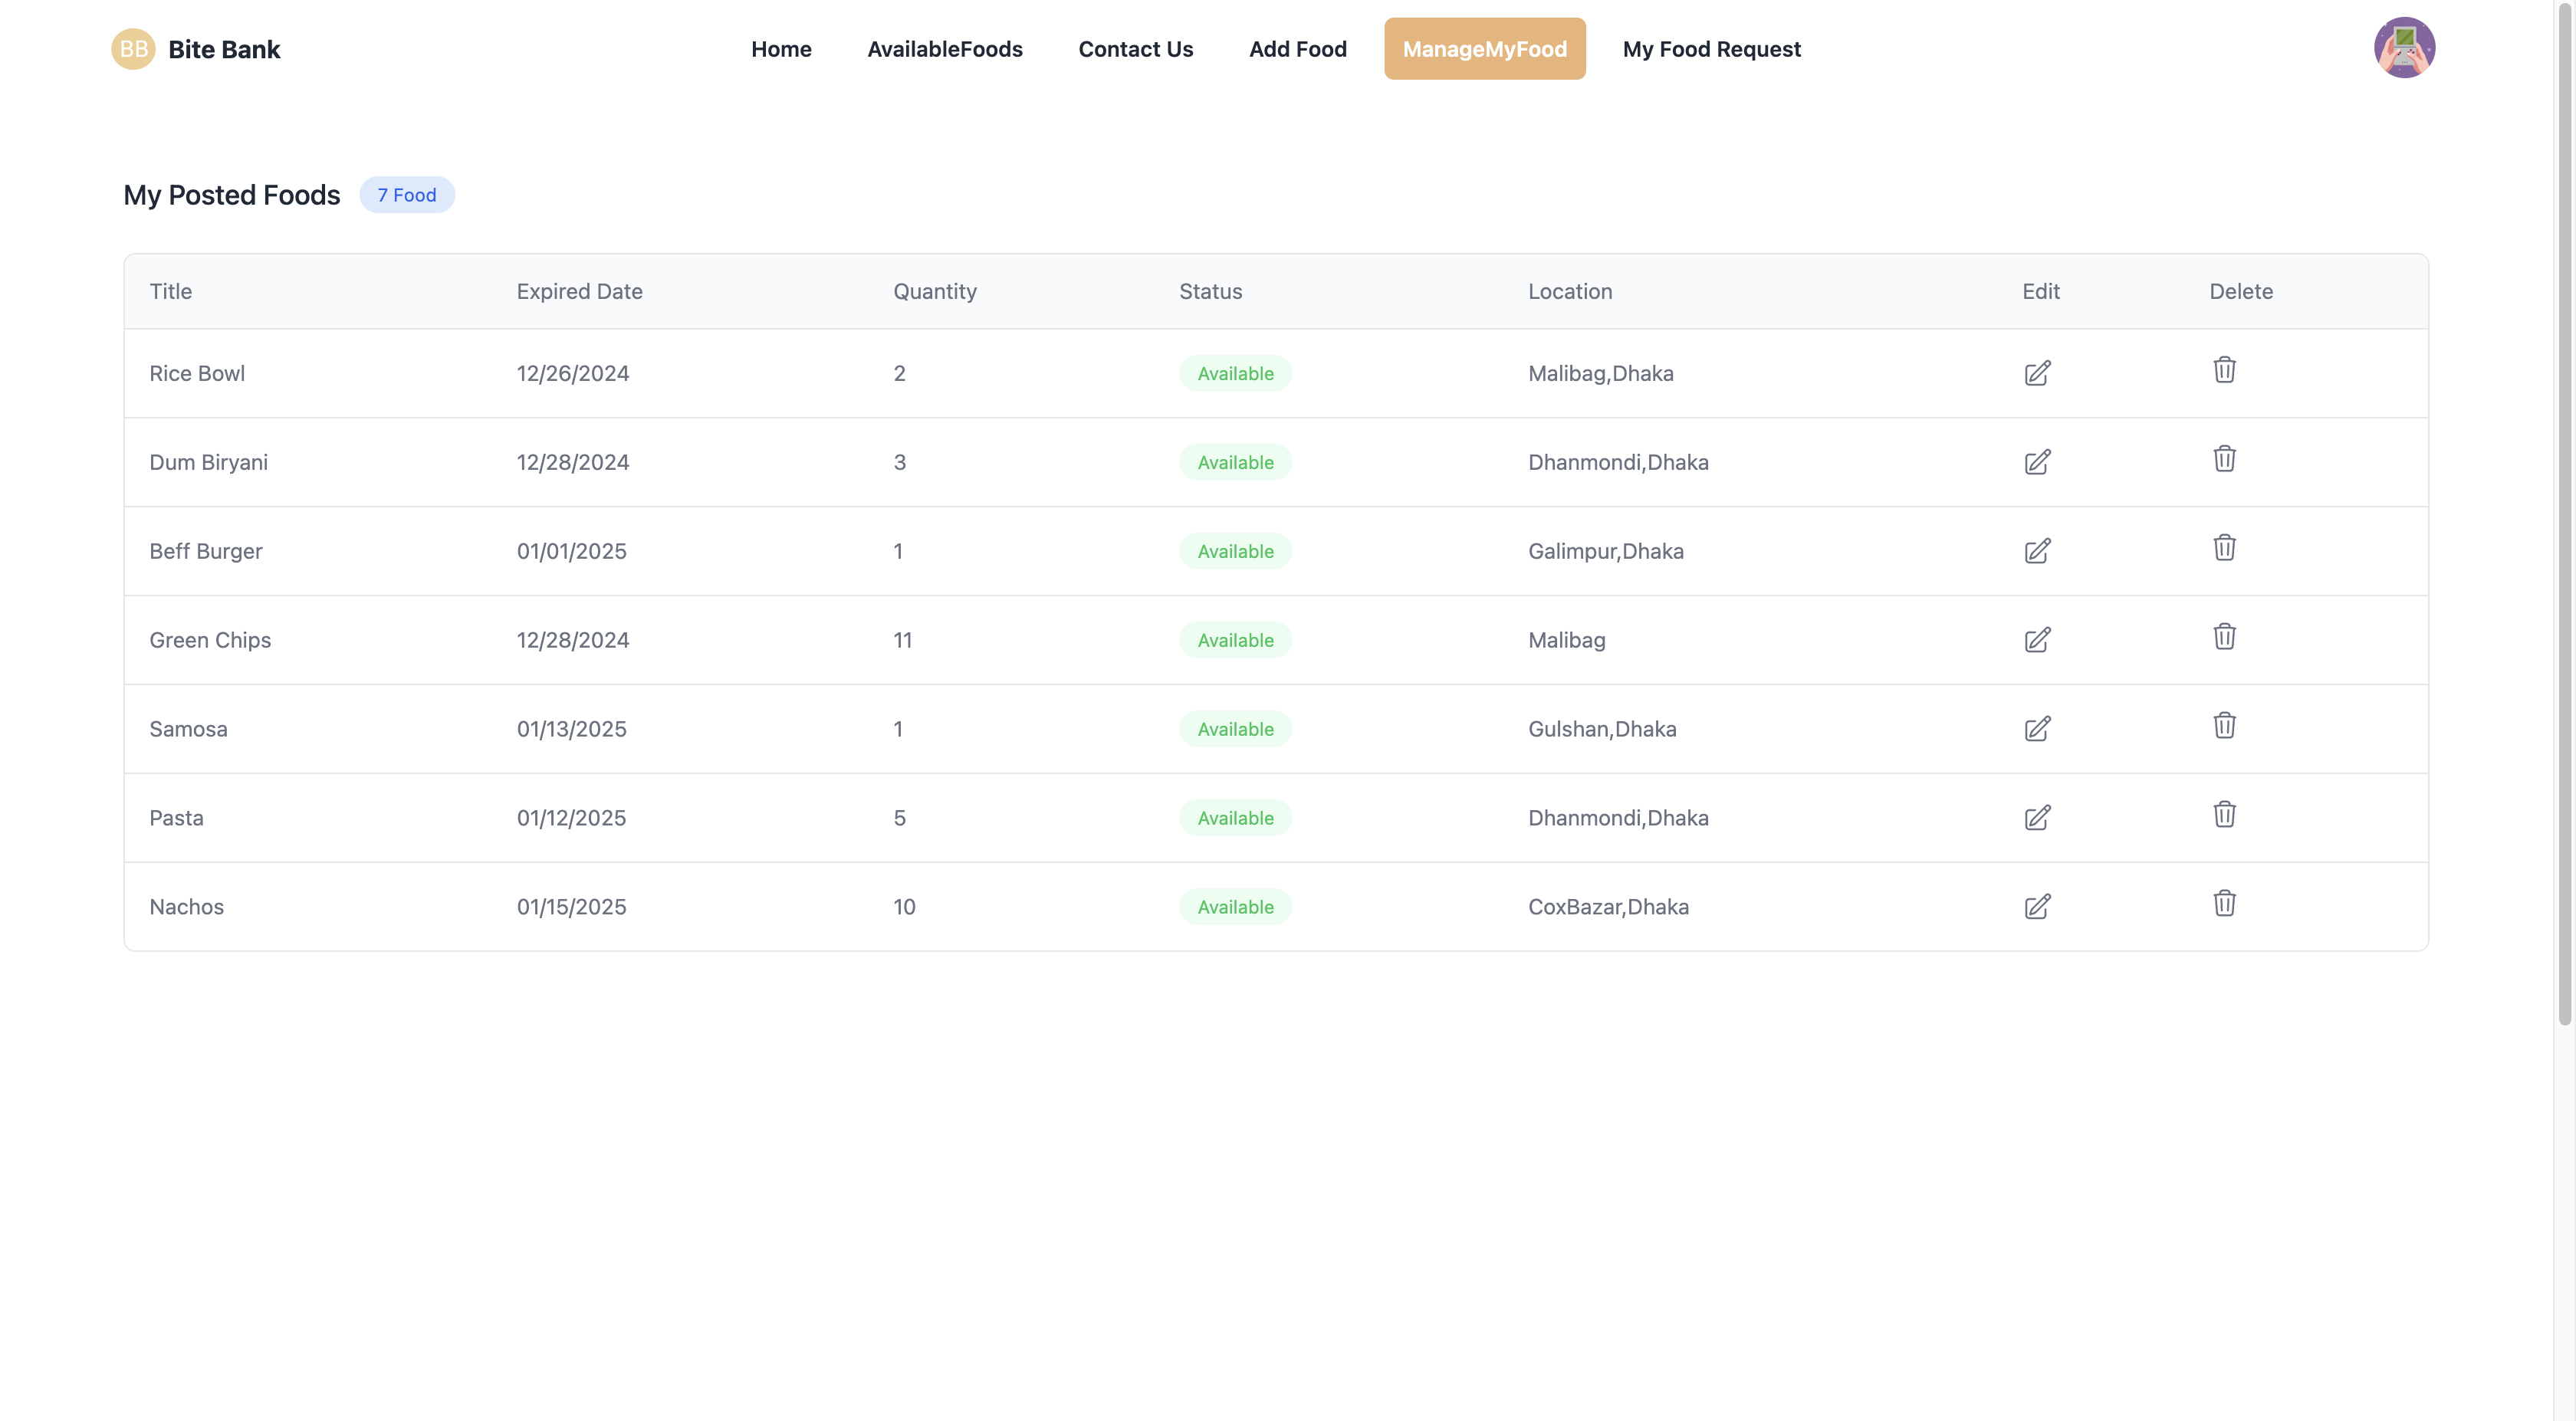 BB Bite Bank Home AvailableFoods Contact Us Add Food ManageMyFood My Food Request
My Posted Foods 7 Food
Title Expired Date Quantity Status Location Edit Delete
Rice Bowl 12/26/2024 2 Available Malibag,Dhaka
Dum Biryani 12/28/2024 3 Available Dhanmondi,Dhaka
Beff Burger 01/01/2025 1 Available Galimpur,Dhaka
Green Chips 12/28/2024 11 Available Malibag
Samosa 01/13/2025 1 Available Gulshan,Dhaka
Pasta 01/12/2025 5 Available Dhanmondi,Dhaka
Nachos 01/15/2025 10 Available CoxBazar,Dhaka